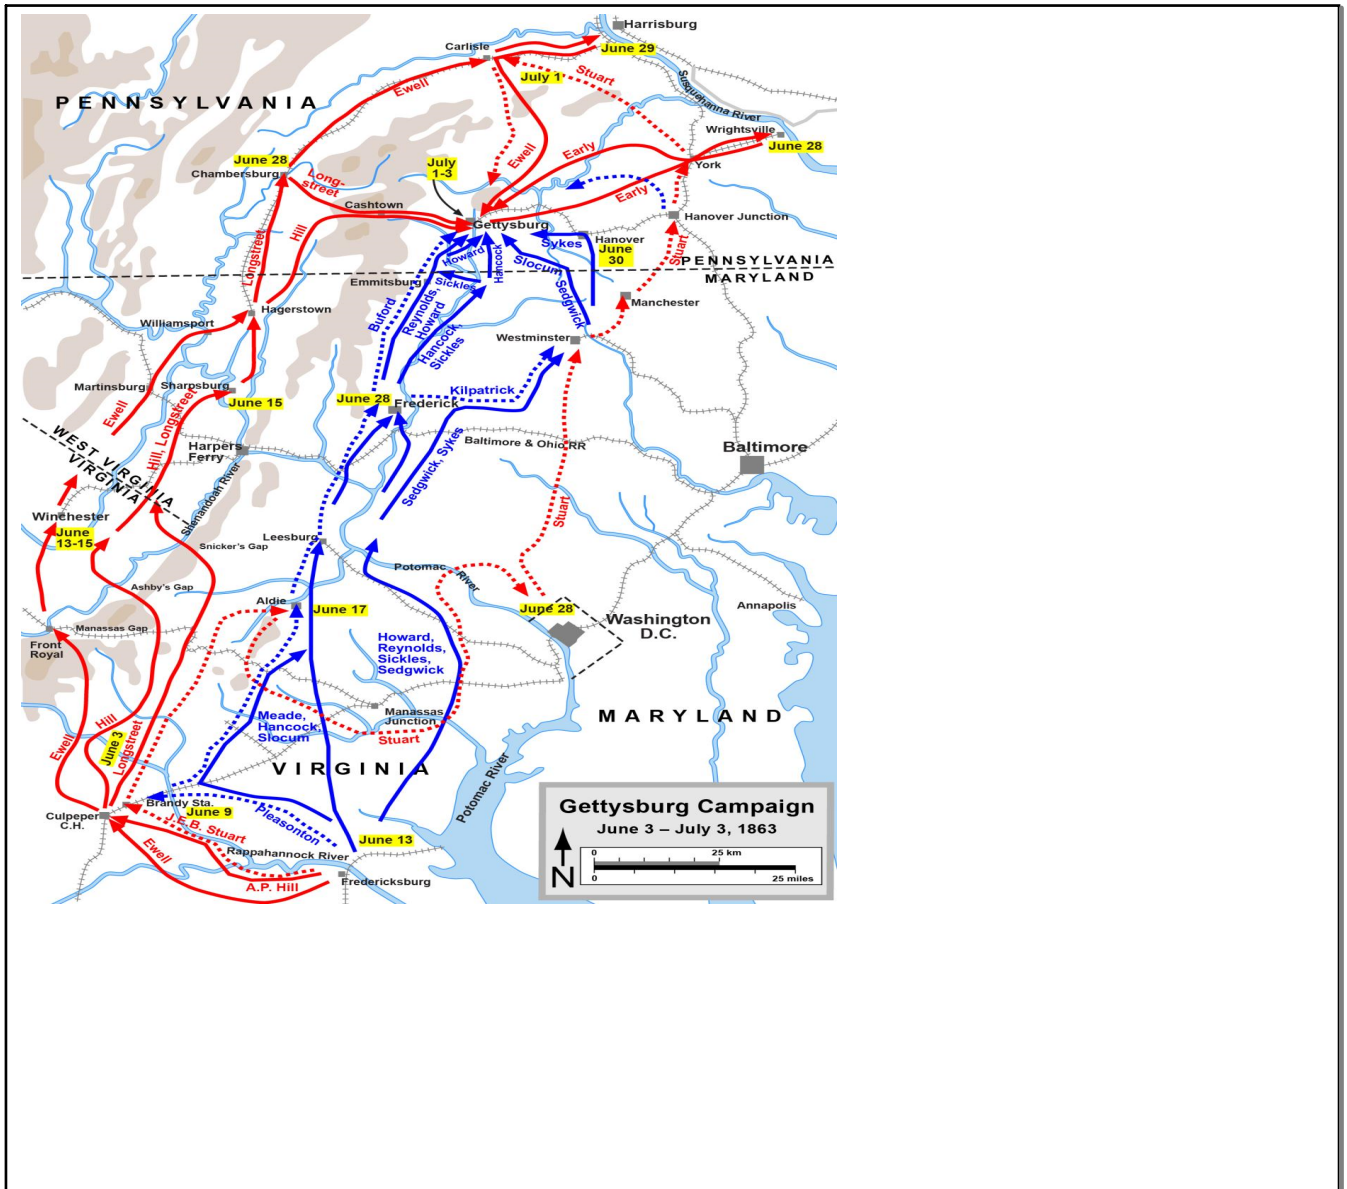 Harrisburg
Carlisle
June 29
Ewell
July 1
Stuart
Susquehanna River
PENNSYLVANIA
Wrightsville
June 28
June 28
Chambersburg
July
1-3
Ewell
Early
York
Long-
street
Cashtown
Early
Gettysburg
Hanover Junction
Hill
Longstreet
Howard
Hancock
Sykes
Hanover
June
30
Stuart
Slocum
PENNSYLVANIA
MARYLAND
Emmitsburg
Sickles
Sedgwick
Manchester
Hagerstown
Williamsport
Buford
Reynolds,
Howard
Hancock,
Sickles
Westminster
Martinsburg
Sharpsburg
June 15
Ewell
Hill, Longstreet
June 28
Frederick
Kilpatrick
WEST VIRGINIA
VIRGINIA
Harpers
Ferry
Baltimore & Ohio RR
Baltimore
Sedgwick, Sykes
Shenandoah River
Stuart
Winchester
June
13-15
Snicker's Gap
Leesburg
Potomac
River
Ashby's Gap
Aldie
June 17
June 28
Annapolis
Washington
D.C.
Manassas Gap
Front
Royal
Howard,
Reynolds,
Sickles,
Sedgwick
Meade,
Hancock,
Slocum
Manassas
Junction
Stuart
MARYLAND
Ewell
Hill
June 3
Longstreet
VIRGINIA
Potomac River
Brandy Sta.
Culpeper
C.H.
June 9
Pleasonton
J.E.B. Stuart
June 13
Ewell
Rappahannock River
A.P. Hill
Fredericksburg
Gettysburg Campaign
June 3 – July 3, 1863
N
0
25 km
0
25 miles